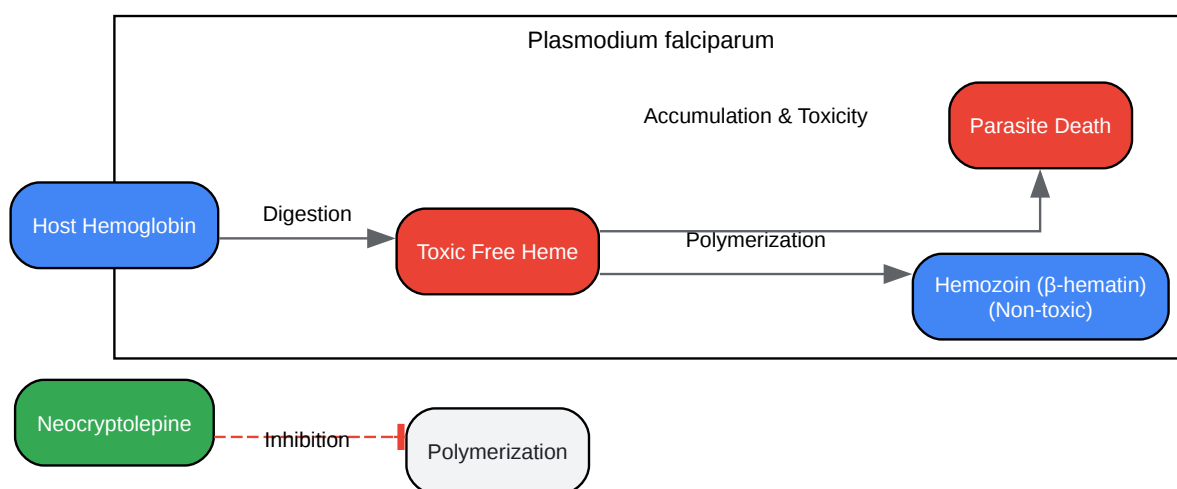 Plasmodium falciparum
Accumulation & Toxicity
Parasite Death
Host Hemoglobin
Digestion
Toxic Free Heme
Polymerization
Hemozoin (β-hematin)
(Non-toxic)
Neocryptolepine
Inhibition
Polymerization